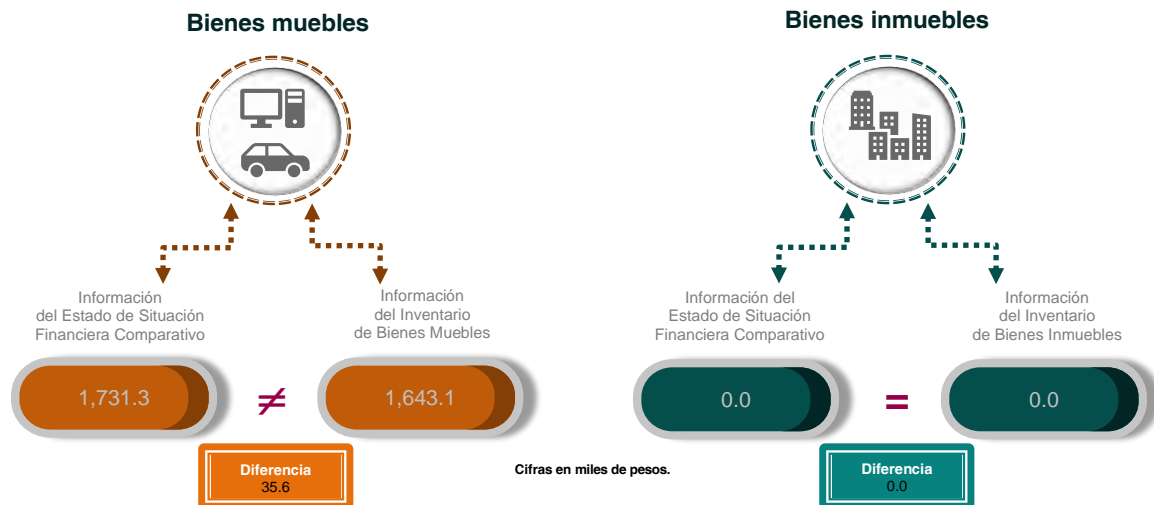 Bienes muebles
Información
del Estado de Situación
Financiera Comparativo
Información
del Inventario
de Bienes Muebles
1,731.3
≠
1,643.1
Diferencia
35.6
Cifras en miles de pesos.
Bienes inmuebles
Información del
Estado de Situación
Financiera Comparativo
Información
del Inventario
de Bienes Inmuebles
0.0
=
0.0
Diferencia
0.0